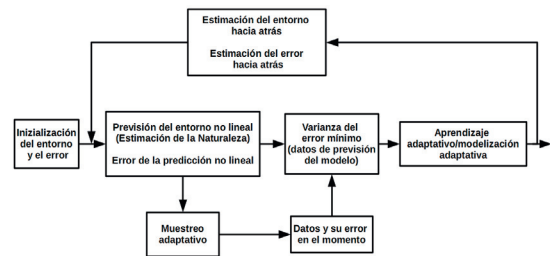 Estimación del entorno
hacia atrás
Estimación del error
hacia atrás
Inizialización
del entorno
y el error
Previsión del entorno no lineal
(Estimación de la Naturaleza)
Error de la predicción no lineal
Varianza del
error mínimo
(datos de previsión
del modelo)
Aprendizaje
adaptativo/modelización
adaptativa
Muestreo
adaptativo
Datos y su error
en el momento